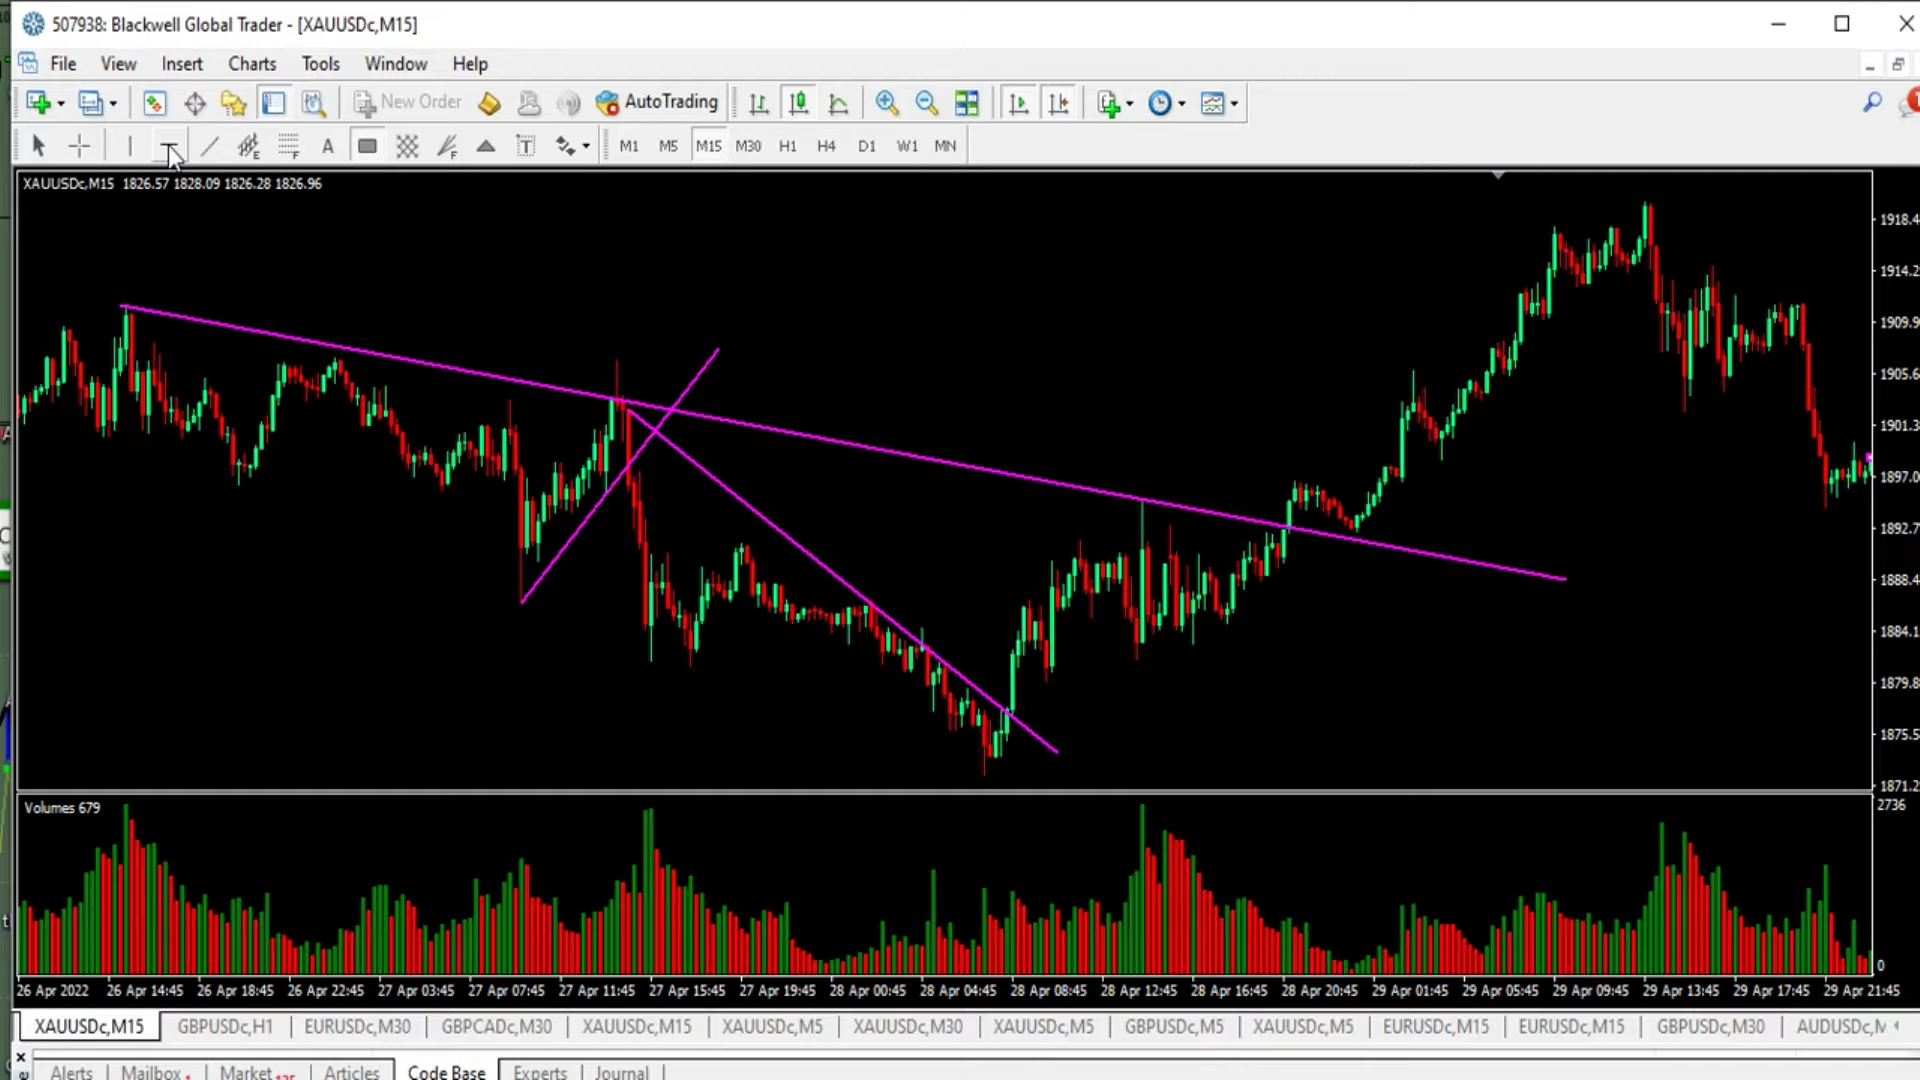 507938: Blackwell Global Trader - [XAUUSDc,M15]
File View Insert Charts Tools Window Help
New Order AutoTrading
A T M1 M5 M15 M30 H1 H4 D1 W1 MN
XAUUSDc,M15 1826.57 1828.09 1826.28 1826.96
1918.4
1914.2
1909.9
1905.6
1901.3
1897.0
1892.7
1888.4
1884.1
1879.8
1875.5
1871.2
Volumes 679
2736
0
26 Apr 2022 26 Apr 14:45 26 Apr 18:45 26 Apr 22:45 27 Apr 03:45 27 Apr 07:45 27 Apr 11:45 27 Apr 15:45 27 Apr 19:45 28 Apr 00:45 28 Apr 04:45 28 Apr 08:45 28 Apr 12:45 28 Apr 16:45 28 Apr 20:45 29 Apr 01:45 29 Apr 05:45 29 Apr 09:45 29 Apr 13:45 29 Apr 17:45 29 Apr 21:45
XAUUSDc,M15 GBPUSDc,H1 EURUSDc,M30 GBPCADc,M30 XAUUSDc,M15 XAUUSDc,M5 XAUUSDc,M30 XAUUSDc,M5 GBPUSDc,M5 XAUUSDc,M5 EURUSDc,M15 EURUSDc,M15 GBPUSDc,M30 AUDUSDc,
Alerts Mailbox Market Articles Code Base Experts Journal